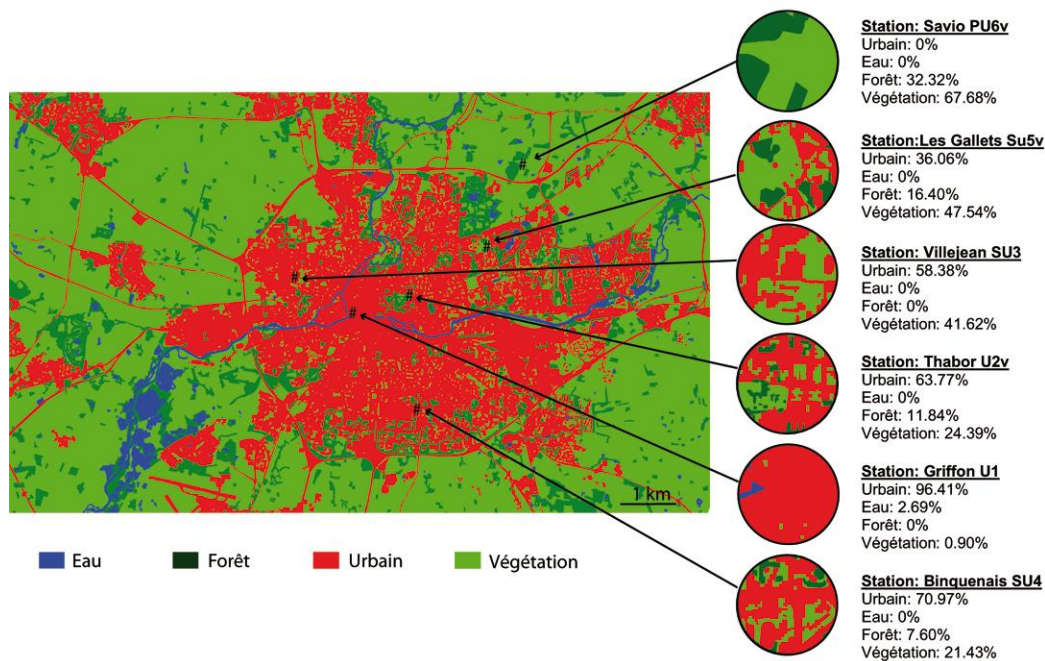 Station: Savio PU6v
Urbain: 0%
Eau: 0%
Forêt: 32.32%
Végétation: 67.68%
Station:Les Gallets Su5v
Urbain: 36.06%
Eau: 0%
Forêt: 16.40%
Végétation: 47.54%
Station: Villejean SU3
Urbain: 58.38%
Eau: 0%
Forêt: 0%
Végétation: 41.62%
Station: Thabor U2v
Urbain: 63.77%
Eau: 0%
Forêt: 11.84%
Végétation: 24.39%
Station: Griffon U1
Urbain: 96.41%
Eau: 2.69%
Forêt: 0%
Végétation: 0.90%
Station: Binquenais SU4
Urbain: 70.97%
Eau: 0%
Forêt: 7.60%
Végétation: 21.43%
#
#
#
#
#
#
1 km
Eau Forêt Urbain Végétation